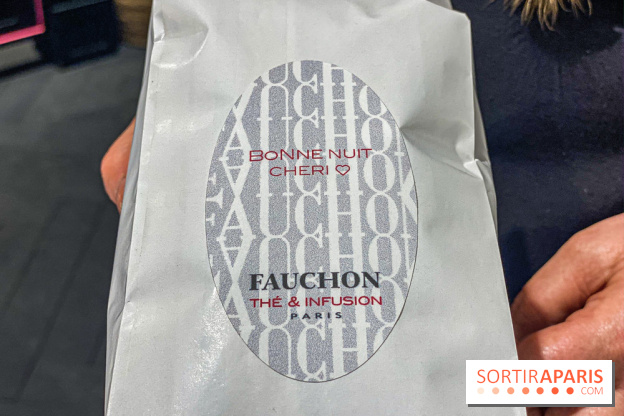 BONNE NUIT
CHERI ♡
FAUCHON
THÉ & INFUSION
PARIS
SORTIRAPARIS
.COM